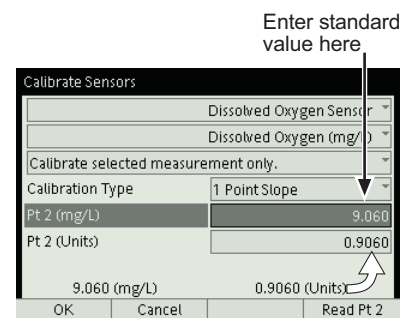 Enter standard
value here
Calibrate Sensors
Dissolved Oxygen Sensor
Dissolved Oxygen (mg/L)
Calibrate selected measurement only.
Calibration Type 1 Point Slope
Pt 2 (mg/L) 9.060
Pt 2 (Units) 0.9060
9.060 (mg/L) 0.9060 (Units)
OK Cancel Read Pt 2